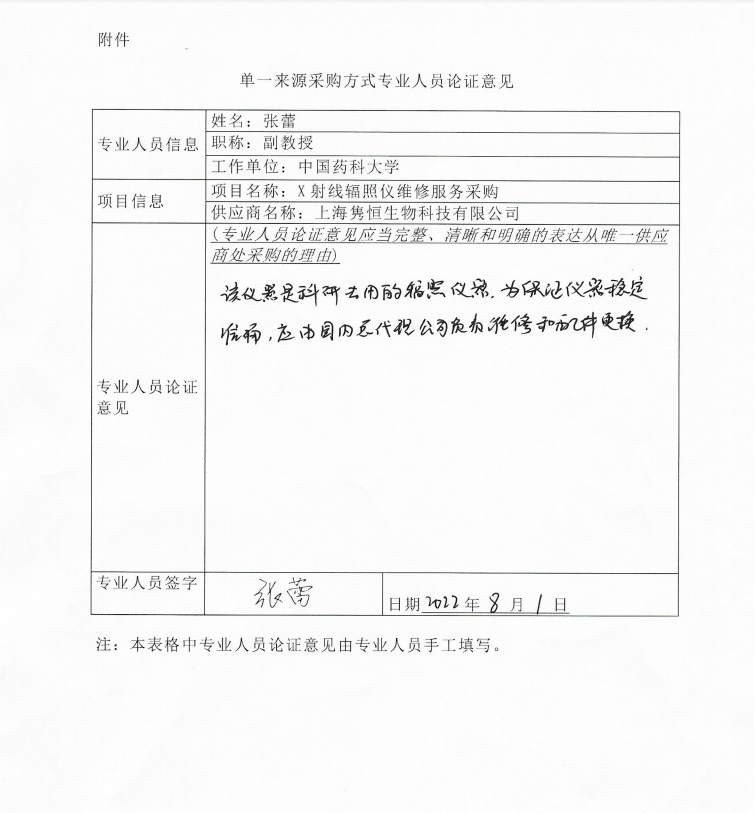 附件
单一来源采购方式专业人员论证意见
专业人员信息
姓名：张蕾
职称：副教授
工作单位：中国药科大学
项目信息
项目名称：X射线辐照仪维修服务采购
供应商名称：上海隽恒生物科技有限公司
专业人员论证
意见
(专业人员论证意见应当完整、清晰和明确的表达从唯一供应
商处采购的理由)
该仪器是科研专用的辐照仪器，为保证仪器稳定
准确，应由国内总代理公司负责维修和配件更换．
专业人员签字
张蕾
日期2022年8月1日
注：本表格中专业人员论证意见由专业人员手工填写。